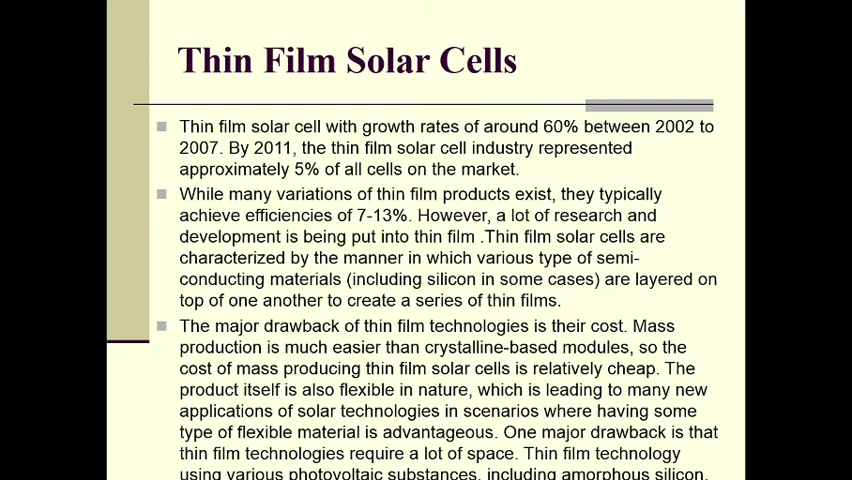 Thin Film Solar Cells
Thin film solar cell with growth rates of around 60% between 2002 to
2007. By 2011, the thin film solar cell industry represented
approximately 5% of all cells on the market.
While many variations of thin film products exist, they typically
achieve efficiencies of 7-13%. However, a lot of research and
development is being put into thin film .Thin film solar cells are
characterized by the manner in which various type of semi-
conducting materials (including silicon in some cases) are layered on
top of one another to create a series of thin films.
The major drawback of thin film technologies is their cost. Mass
production is much easier than crystalline-based modules, so the
cost of mass producing thin film solar cells is relatively cheap. The
product itself is also flexible in nature, which is leading to many new
applications of solar technologies in scenarios where having some
type of flexible material is advantageous. One major drawback is that
thin film technologies require a lot of space. Thin film technology
using various photovoltaic substances, including amorphous silicon,